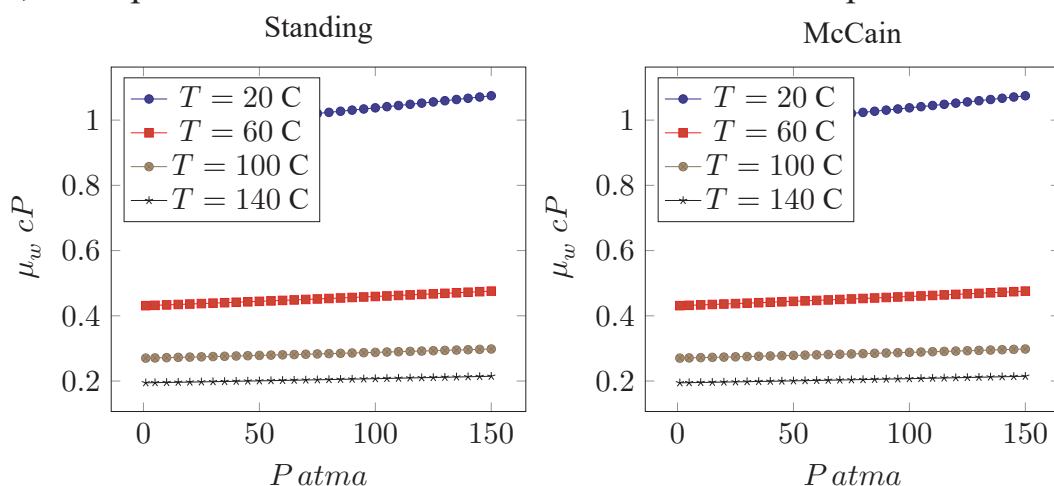 Standing
T = 20 C
T = 60 C
T = 100 C
T = 140 C
1
0.8
0.6
0.4
0.2
μw cP
0 50 100 150
P atma
McCain
T = 20 C
T = 60 C
T = 100 C
T = 140 C
1
0.8
0.6
0.4
0.2
μw cP
0 50 100 150
P atma